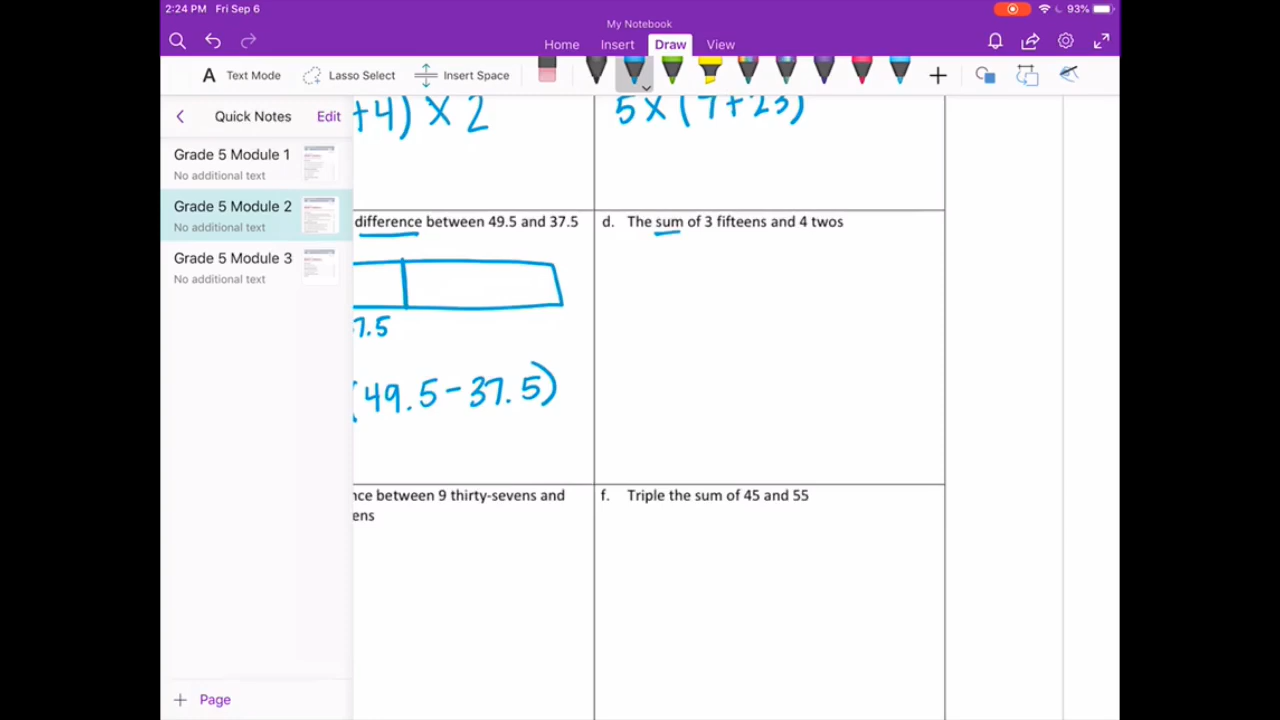 2:24 PM Fri Sep 6
93%
My Notebook
Home Insert Draw View
A Text Mode Lasso Select Insert Space
Quick Notes Edit
Grade 5 Module 1
No additional text
Grade 5 Module 2
No additional text
Grade 5 Module 3
No additional text
+ Page
+4) × 2
5 × (7+23)
difference between 49.5 and 37.5
7.5
(49.5 - 37.5)
d. The sum of 3 fifteens and 4 twos
nce between 9 thirty-sevens and
ens
f. Triple the sum of 45 and 55